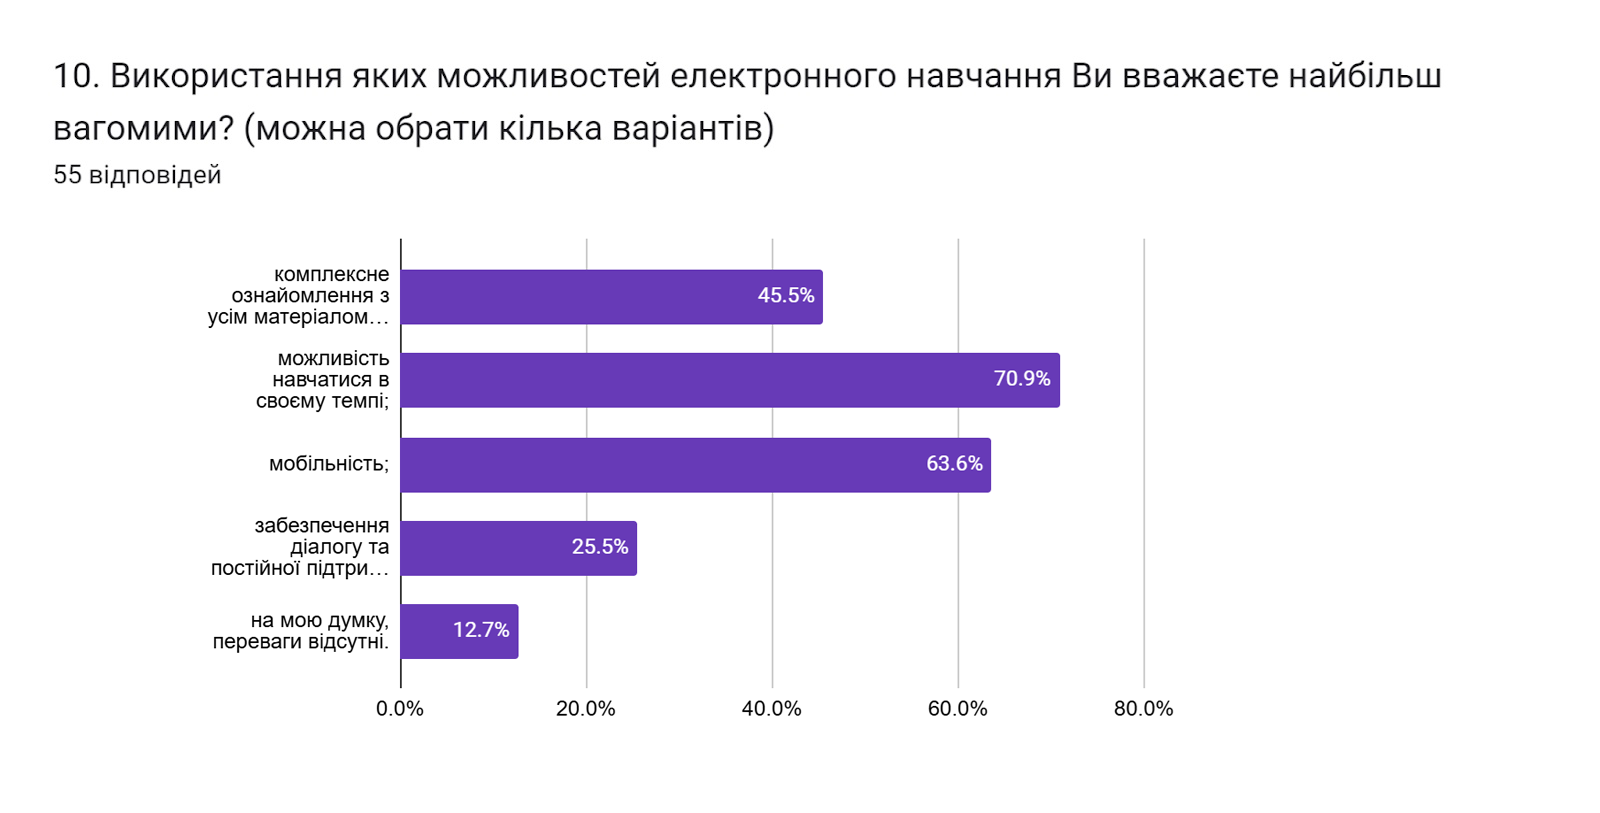 10. Використання яких можливостей електронного навчання Ви вважаєте найбільш
вагомими? (можна обрати кілька варіантів)
55 відповідей
комплексне
ознайомлення з
усім матеріалом…
45.5%
можливість
навчатися в
своєму темпі;
70.9%
мобільність;
63.6%
забезпечення
діалогу та
постійної підтри…
25.5%
на мою думку,
переваги відсутні.
12.7%
0.0%
20.0%
40.0%
60.0%
80.0%